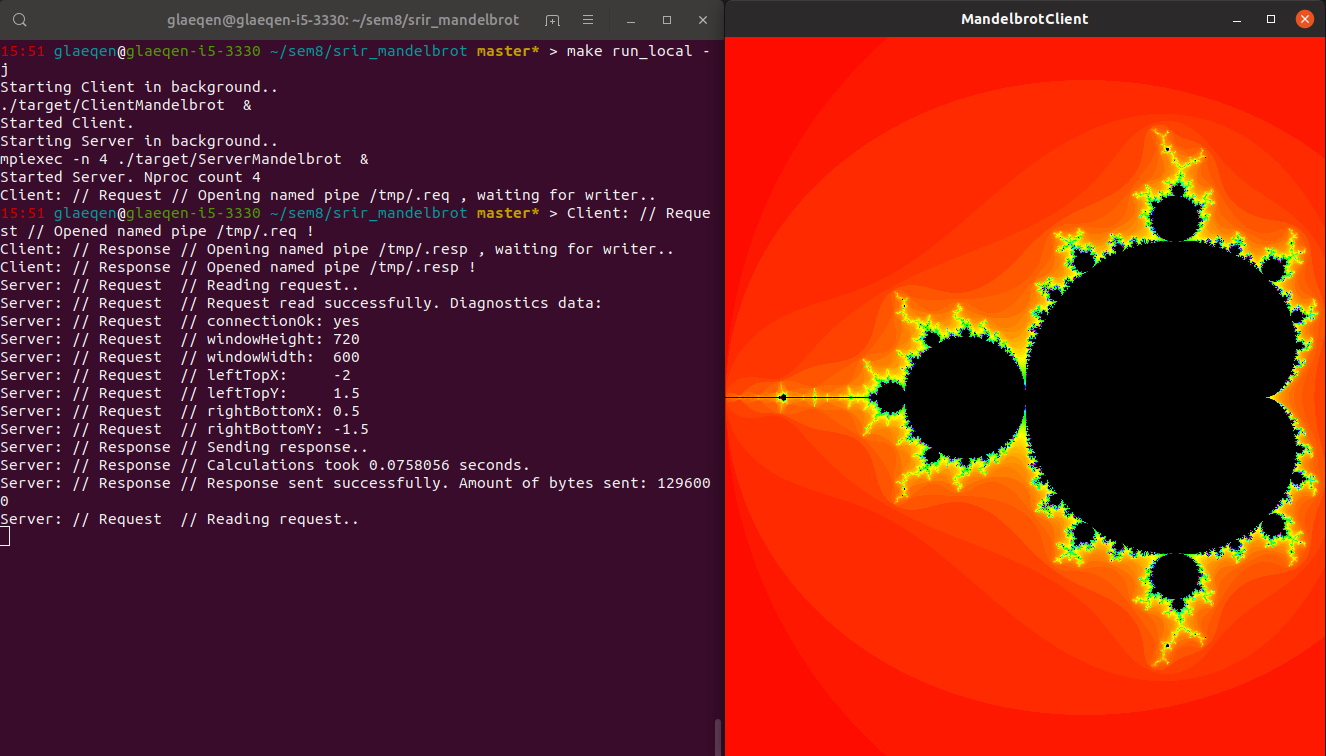 glaeqen@glaeqen-i5-3330: ~/sem8/srir_mandelbrot
MandelbrotClient
15:51 glaeqen@glaeqen-i5-3330 ~/sem8/srir_mandelbrot master* > make run_local -
j
Starting Client in background..
./target/ClientMandelbrot  &
Started Client.
Starting Server in background..
mpiexec -n 4 ./target/ServerMandelbrot  &
Started Server. Nproc count 4
Client: // Request // Opening named pipe /tmp/.req , waiting for writer..
15:51 glaeqen@glaeqen-i5-3330 ~/sem8/srir_mandelbrot master* > Client: // Reque
st // Opened named pipe /tmp/.req !
Client: // Response // Opening named pipe /tmp/.resp , waiting for writer..
Client: // Response // Opened named pipe /tmp/.resp !
Server: // Request  // Reading request..
Server: // Request  // Request read successfully. Diagnostics data:
Server: // Request  // connectionOk: yes
Server: // Request  // windowHeight: 720
Server: // Request  // windowWidth:  600
Server: // Request  // leftTopX:     -2
Server: // Request  // leftTopY:     1.5
Server: // Request  // rightBottomX: 0.5
Server: // Request  // rightBottomY: -1.5
Server: // Response // Sending response..
Server: // Response // Calculations took 0.0758056 seconds.
Server: // Response // Response sent successfully. Amount of bytes sent: 129600
0
Server: // Request  // Reading request..